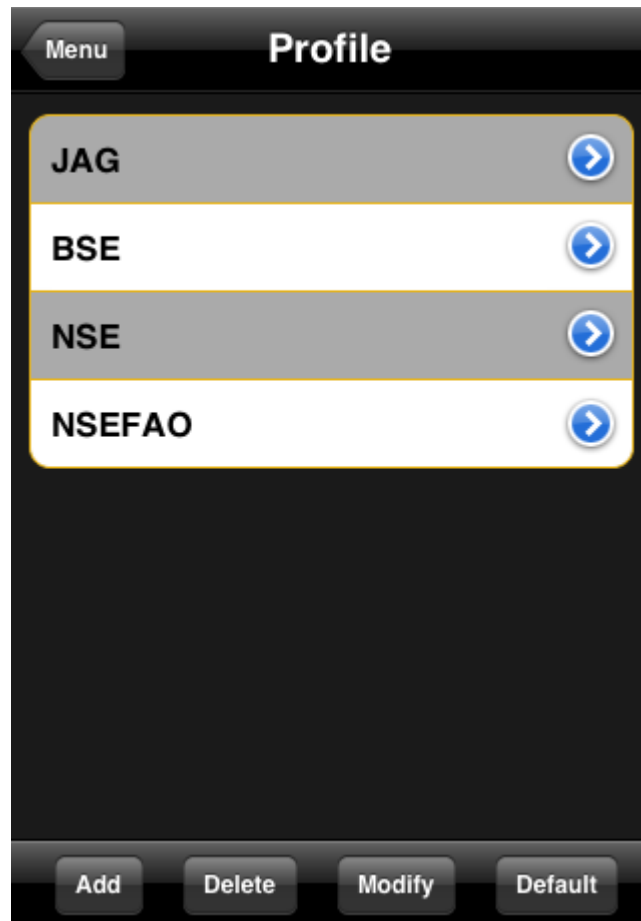 Menu Profile
JAG
BSE
NSE
NSEFAO
Add Delete Modify Default